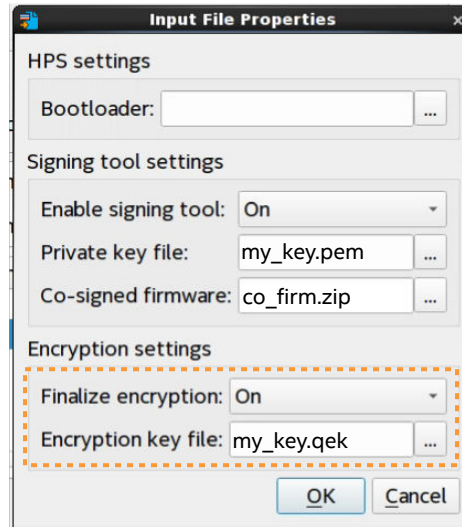 Input File Properties
HPS settings
Bootloader: ...
Signing tool settings
Enable signing tool: On
Private key file: my_key.pem ...
Co-signed firmware: co_firm.zip ...
Encryption settings
Finalize encryption: On
Encryption key file: my_key.qek ...
OK Cancel